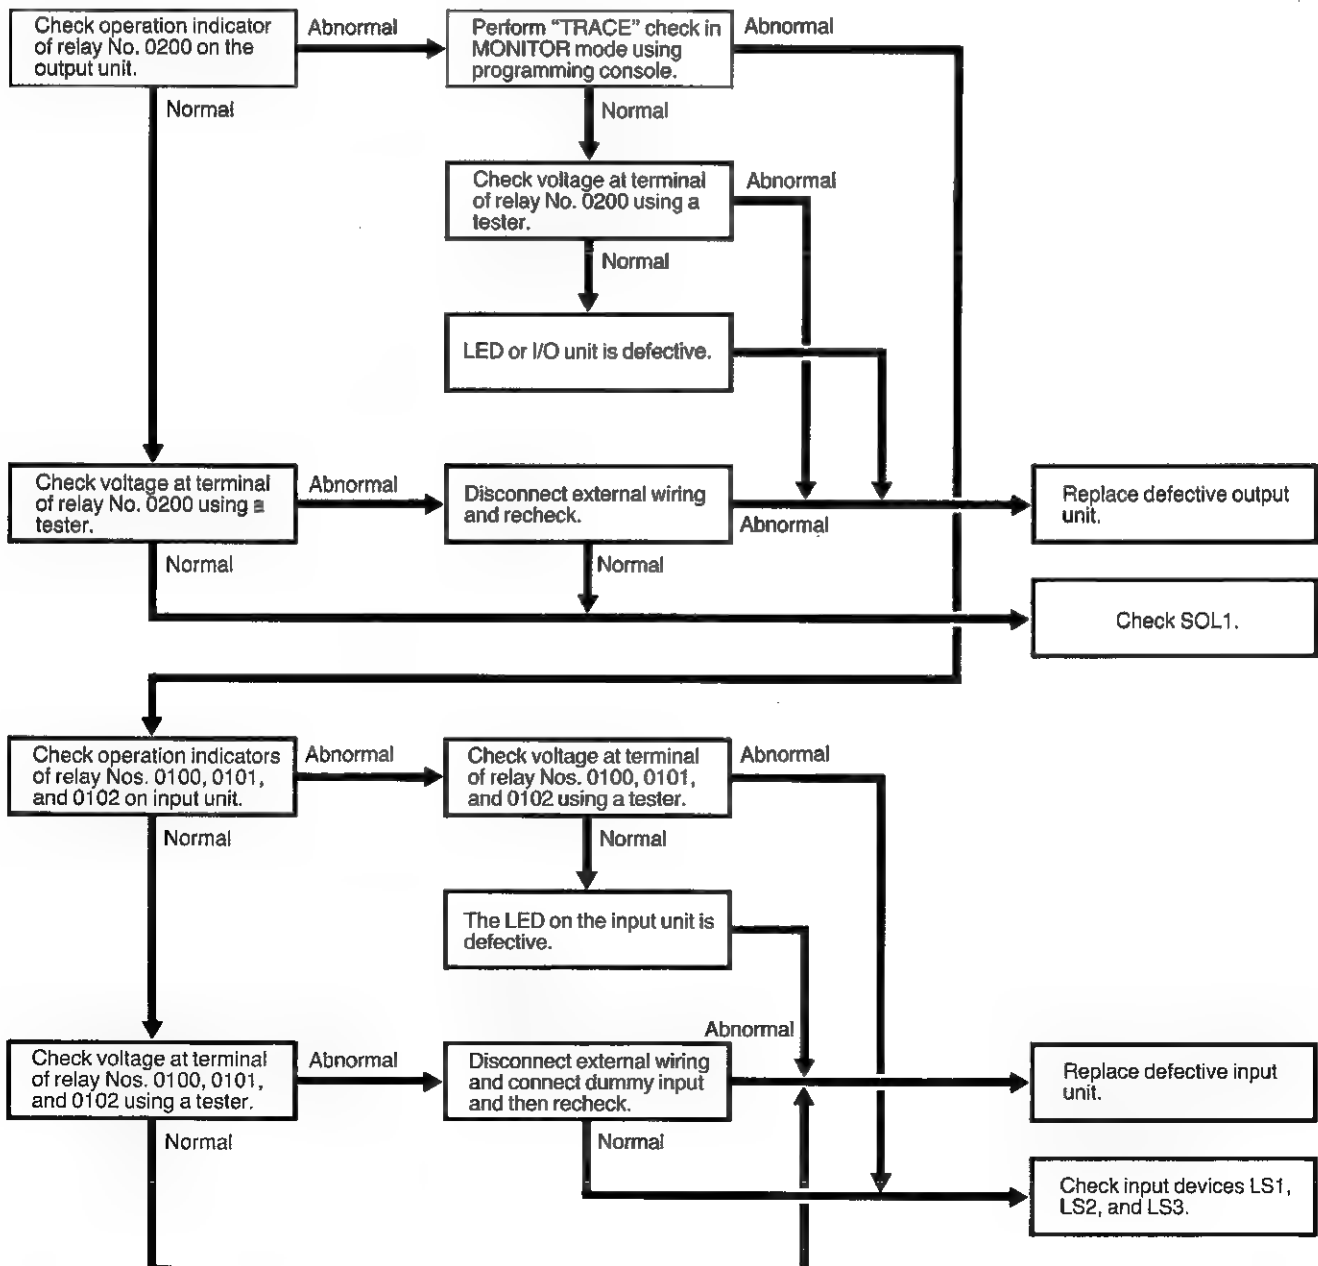 Check operation indicator
of relay No. 0200 on the
output unit.
Abnormal
Perform “TRACE” check in
MONITOR mode using
programming console.
Abnormal
Normal
Normal
Check voltage at terminal
of relay No. 0200 using a
tester.
Abnormal
Normal
LED or I/O unit is defective.
Check voltage at terminal
of relay No. 0200 using a
tester.
Abnormal
Disconnect external wiring
and recheck.
Abnormal
Replace defective output
unit.
Normal
Normal
Check SOL1.
Check operation indicators
of relay Nos. 0100, 0101,
and 0102 on input unit.
Abnormal
Check voltage at terminal
of relay Nos. 0100, 0101,
and 0102 using a tester.
Abnormal
Normal
Normal
The LED on the input unit is
defective.
Abnormal
Check voltage at terminal
of relay Nos. 0100, 0101,
and 0102 using a tester.
Abnormal
Disconnect external wiring
and connect dummy input
and then recheck.
Replace defective input
unit.
Normal
Normal
Check input devices LS1,
LS2, and LS3.